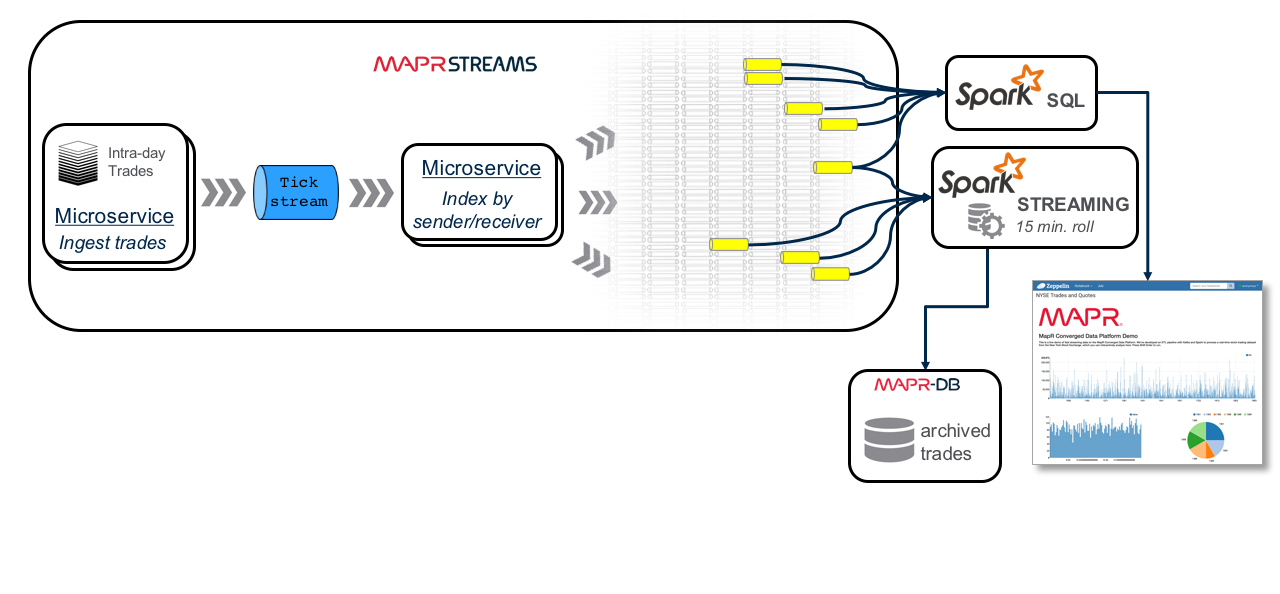 MAPR STREAMS
Intra-day
Trades
Microservice
Ingest trades
Tick
stream
Microservice
Index by
sender/receiver
Spark SQL
Spark
STREAMING
15 min. roll
MAPR-DB
archived
trades
Zeppelin
NYSE Trades and Quotes
MAPR
MapR Converged Data Platform Demo